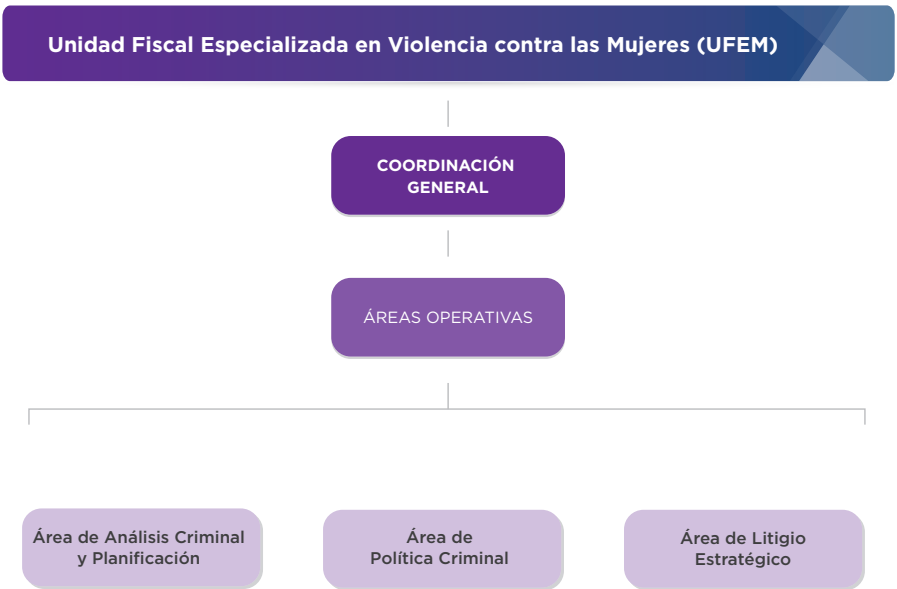 Unidad Fiscal Especializada en Violencia contra las Mujeres (UFEM)
COORDINACIÓN
GENERAL
ÁREAS OPERATIVAS
Área de Análisis Criminal
y Planificación
Área de
Política Criminal
Área de Litigio
Estratégico